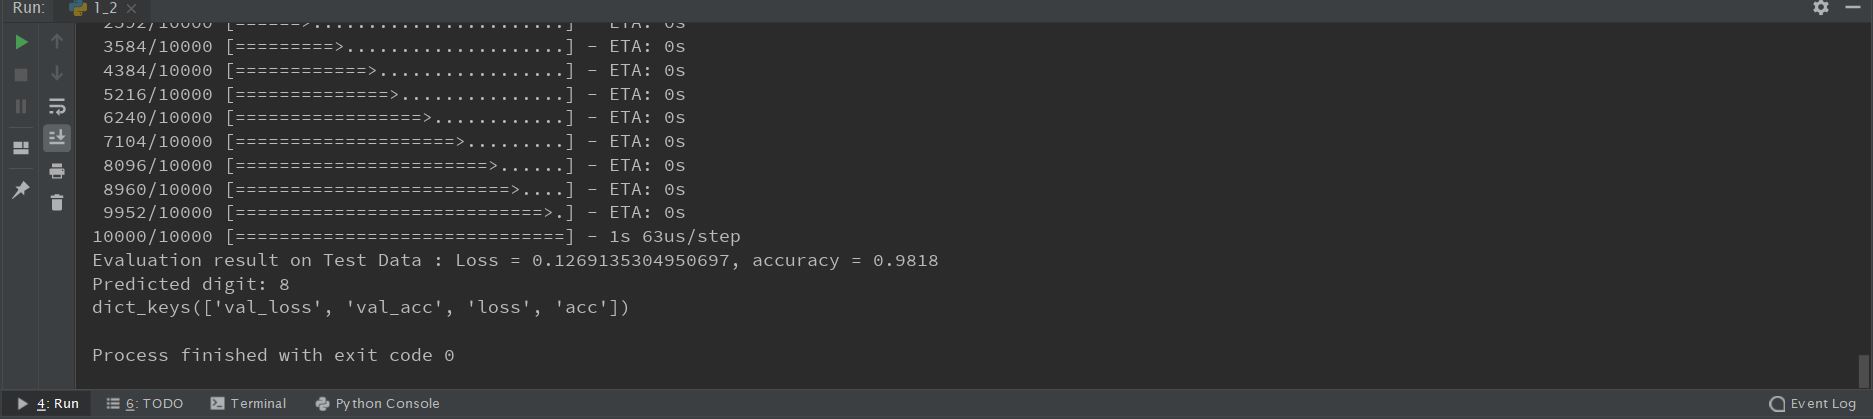 Run: 1_2
2592/10000 [======>.......................] - ETA: 0s
3584/10000 [=========>....................] - ETA: 0s
4384/10000 [============>.................] - ETA: 0s
5216/10000 [==============>...............] - ETA: 0s
6240/10000 [=================>............] - ETA: 0s
7104/10000 [====================>.........] - ETA: 0s
8096/10000 [=======================>......] - ETA: 0s
8960/10000 [=========================>....] - ETA: 0s
9952/10000 [============================>.] - ETA: 0s
10000/10000 [==============================] - 1s 63us/step
Evaluation result on Test Data : Loss = 0.1269135304950697, accuracy = 0.9818
Predicted digit: 8
dict_keys(['val_loss', 'val_acc', 'loss', 'acc'])
Process finished with exit code 0
4: Run 6: TODO Terminal Python Console Event Log